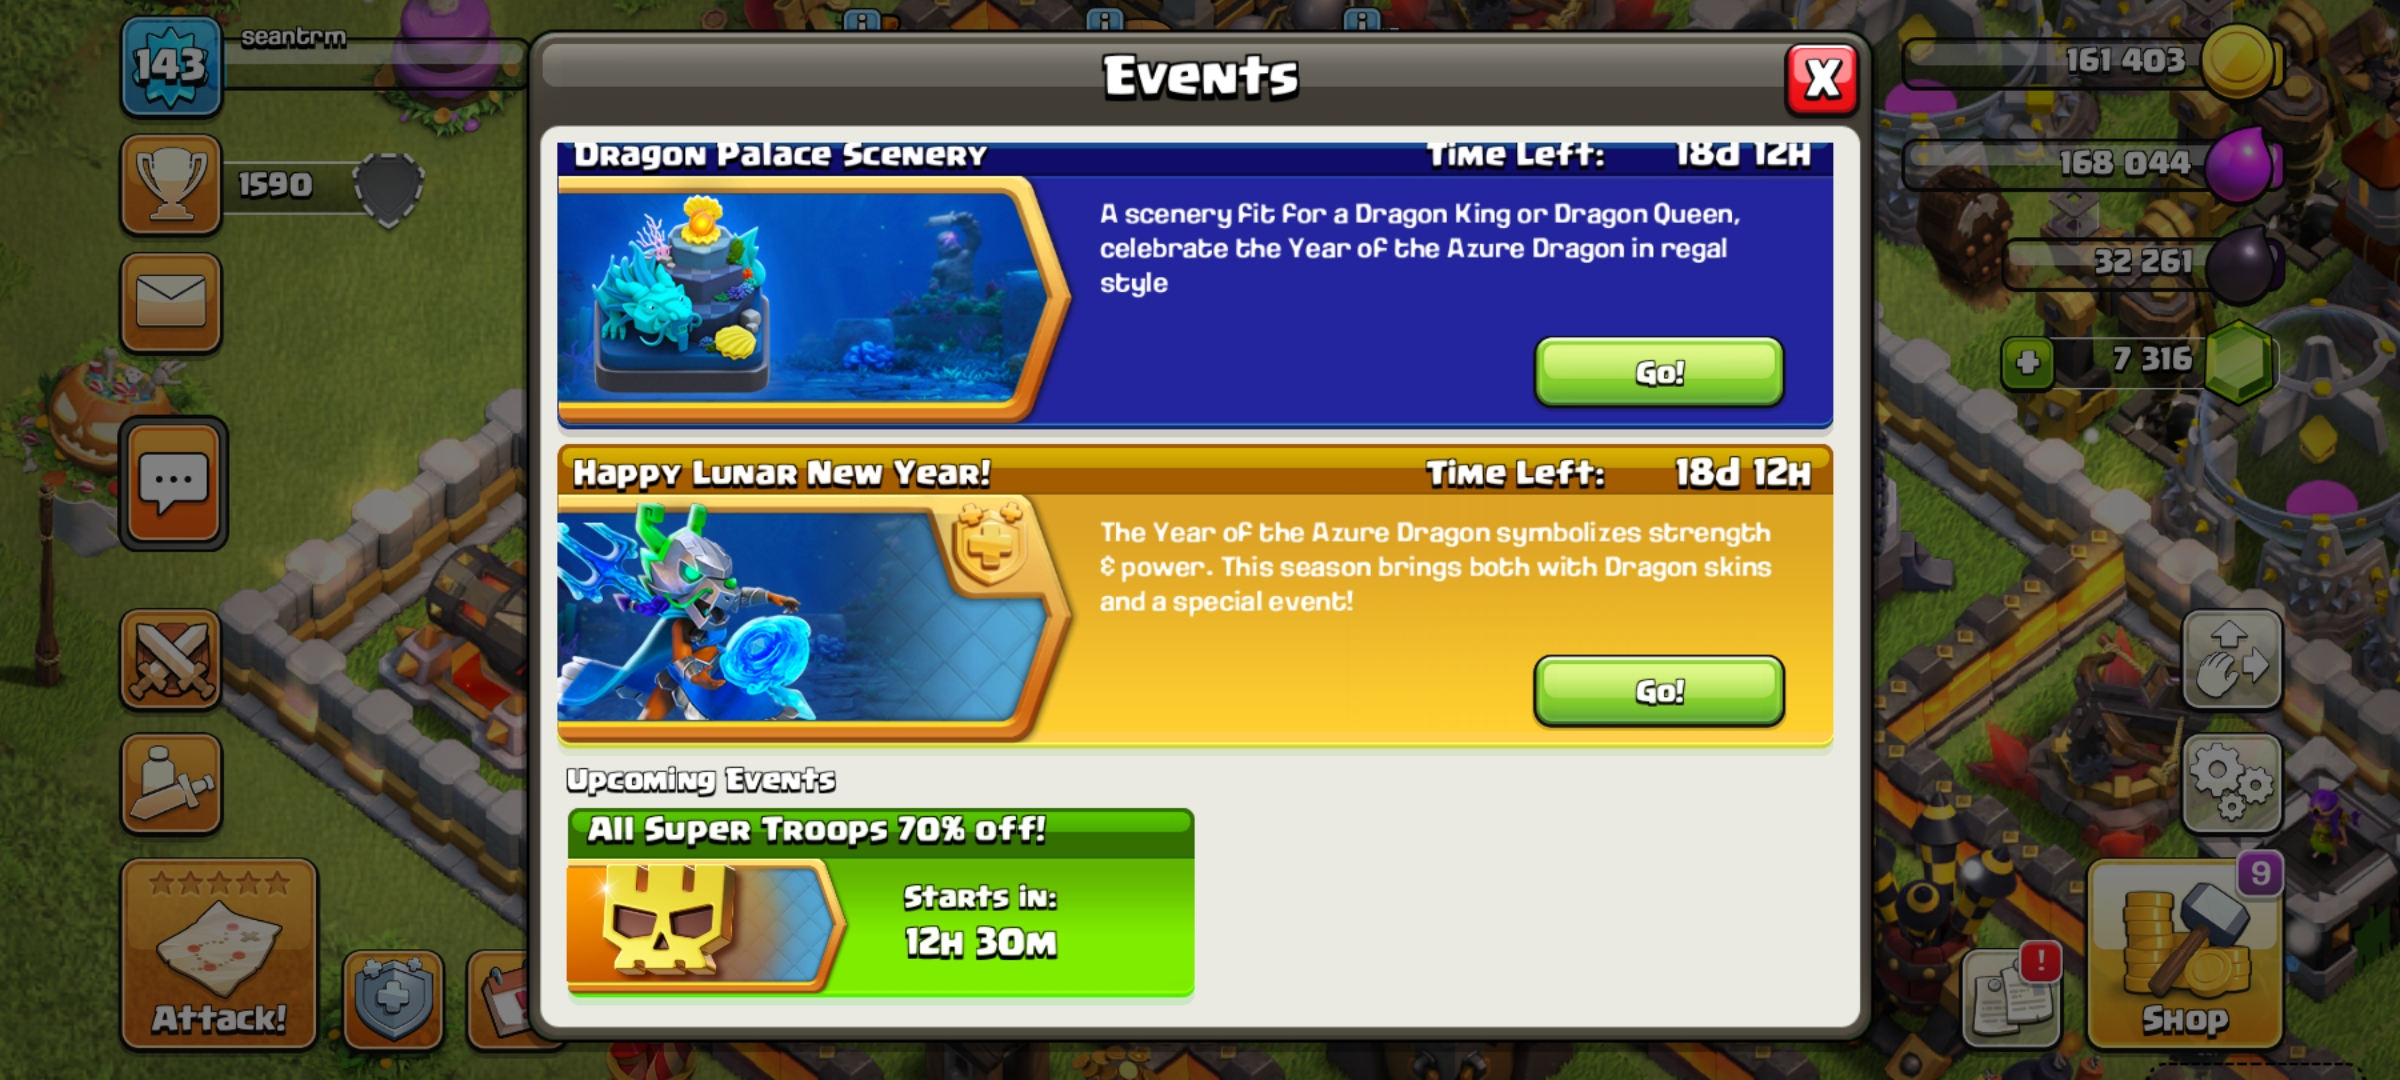 143
seantrm
1590
161 403
168 044
32 261
7 316
Events
X
Dragon Palace Scenery
Time Left: 18d 12H
A scenery fit for a Dragon King or Dragon Queen,
celebrate the Year of the Azure Dragon in regal
style
Go!
Happy Lunar New Year!
Time Left: 18d 12H
The Year of the Azure Dragon symbolizes strength
& power. This season brings both with Dragon skins
and a special event!
Go!
Upcoming Events
All Super Troops 70% off!
Starts in:
12H 30M
Attack!
9
!
Shop